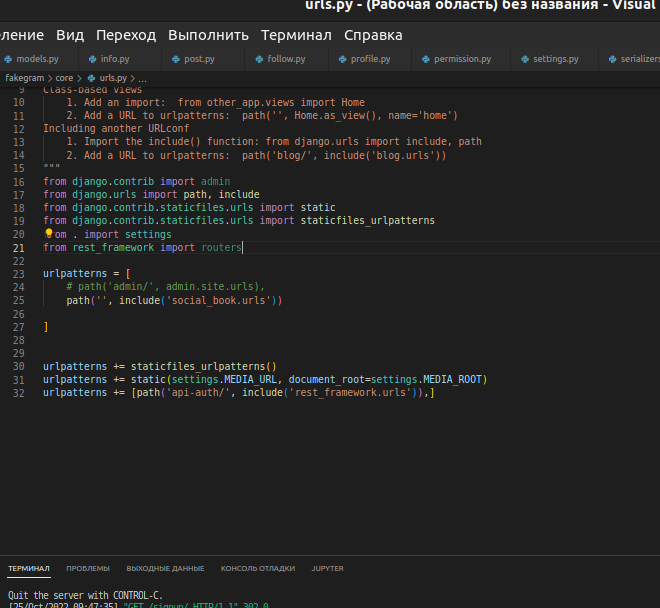 urls.py - (Рабочая область) без названия - Visual
ление Вид Переход Выполнить Терминал Справка
models.py info.py post.py follow.py profile.py permission.py settings.py serializers
fakegram > core > urls.py > ...
9 Class-based views
10 1. Add an import:  from other_app.views import Home
11 2. Add a URL to urlpatterns:  path('', Home.as_view(), name='home')
12 Including another URLconf
13 1. Import the include() function: from django.urls import include, path
14 2. Add a URL to urlpatterns:  path('blog/', include('blog.urls'))
15 """
16 from django.contrib import admin
17 from django.urls import path, include
18 from django.contrib.staticfiles.urls import static
19 from django.contrib.staticfiles.urls import staticfiles_urlpatterns
20 om . import settings
21 from rest_framework import routers
22
23 urlpatterns = [
24 # path('admin/', admin.site.urls),
25 path('', include('social_book.urls'))
26
27 ]
28
29
30 urlpatterns += staticfiles_urlpatterns()
31 urlpatterns += static(settings.MEDIA_URL, document_root=settings.MEDIA_ROOT)
32 urlpatterns += [path('api-auth/', include('rest_framework.urls')),]
ТЕРМИНАЛ ПРОБЛЕМЫ ВЫХОДНЫЕ ДАННЫЕ КОНСОЛЬ ОТЛАДКИ JUPYTER
Quit the server with CONTROL-C.
[25/Oct/2022 09:47:35] "GET /signup/ HTTP/1.1" 302 0